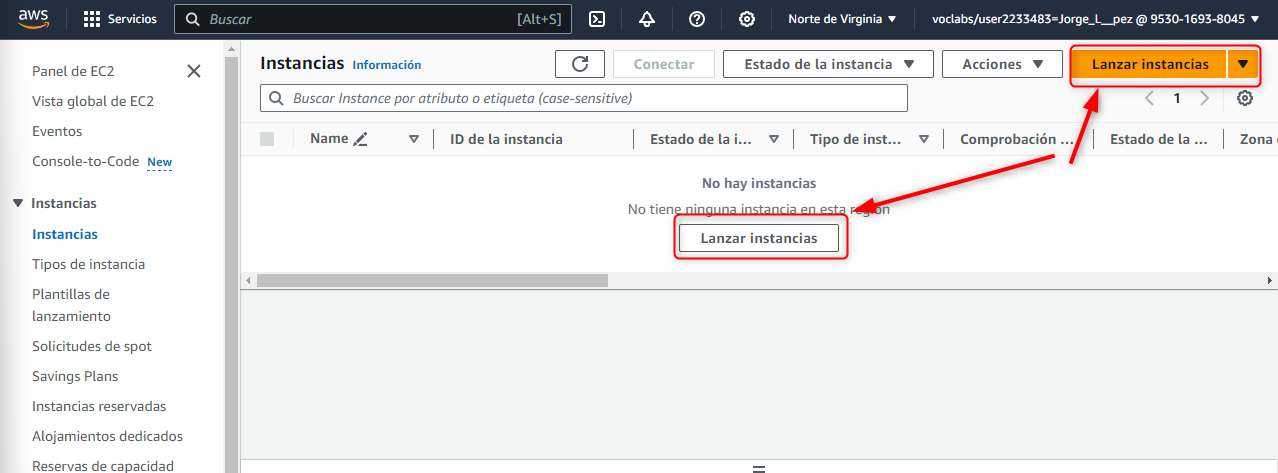 aws Servicios Buscar [Alt+S] Norte de Virginia voclabs/user2233483=Jorge_L__pez @ 9530-1693-8045
Panel de EC2
Vista global de EC2
Eventos
Console-to-Code New
Instancias
Instancias
Tipos de instancia
Plantillas de
lanzamiento
Solicitudes de spot
Savings Plans
Instancias reservadas
Alojamientos dedicados
Reservas de capacidad
Instancias Información Conectar Estado de la instancia Acciones Lanzar instancias
Buscar Instance por atributo o etiqueta (case-sensitive) 1
Name ID de la instancia Estado de la i... Tipo de inst... Comprobación ... Estado de la ... Zona
No hay instancias
No tiene ninguna instancia en esta región
Lanzar instancias